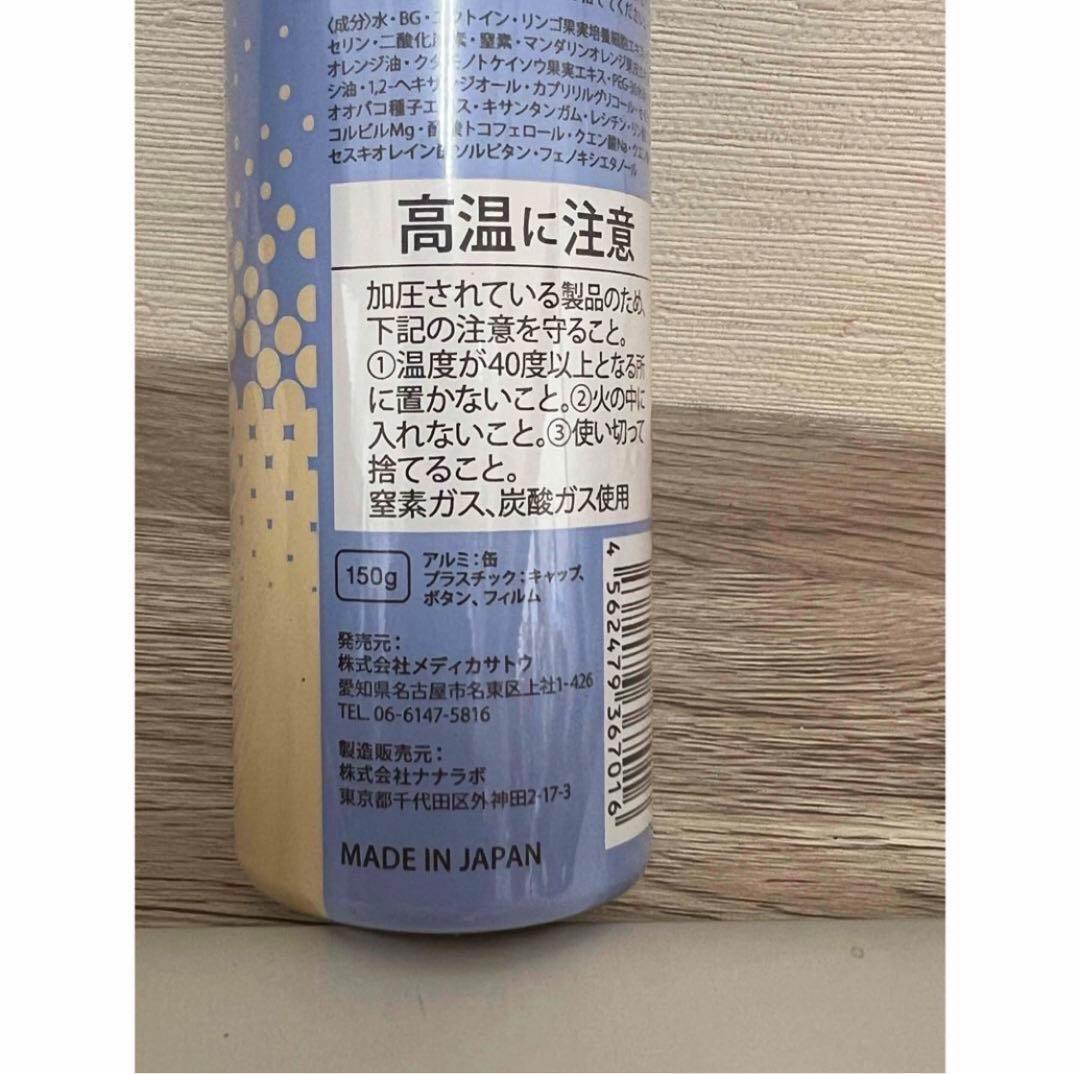 てください。
〈成分〉水・BG・エクトイン・リンゴ果実培養細胞エキス
セリン・二酸化炭素・窒素・マンダリンオレンジ
オレンジ油・クダモノトケイソウ果実エキス・PEG-
シ油・1,2-ヘキサンジオール・カプリリルグリコール・
オオバコ種子エキス・キサンタンガム・レシチン・
コルビルMg・酢酸トコフェロール・クエン酸Na・
セスキオレイン酸ソルビタン・フェノキシエタノール
高温に注意
加圧されている製品のため、
下記の注意を守ること。
①温度が40度以上となる所
に置かないこと。②火の中に
入れないこと。③使い切って
捨てること。
窒素ガス、炭酸ガス使用
150g
アルミ：缶
プラスチック：キャップ、
ボタン、フィルム
発売元：
株式会社メディカサトウ
愛知県名古屋市名東区上社1-426
TEL. 06-6147-5816
製造販売元：
株式会社ナナラボ
東京都千代田区外神田2-17-3
MADE IN JAPAN
4 562479 367016